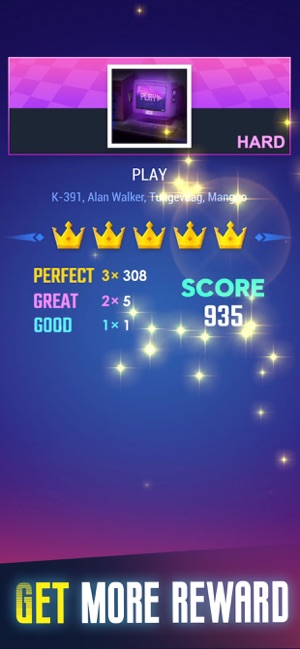 PLAY
HARD
PLAY
K-391, Alan Walker, Tungevaag, Mangoo
PERFECT 3× 308
GREAT 2× 5
GOOD 1× 1
SCORE
935
GET MORE REWARD